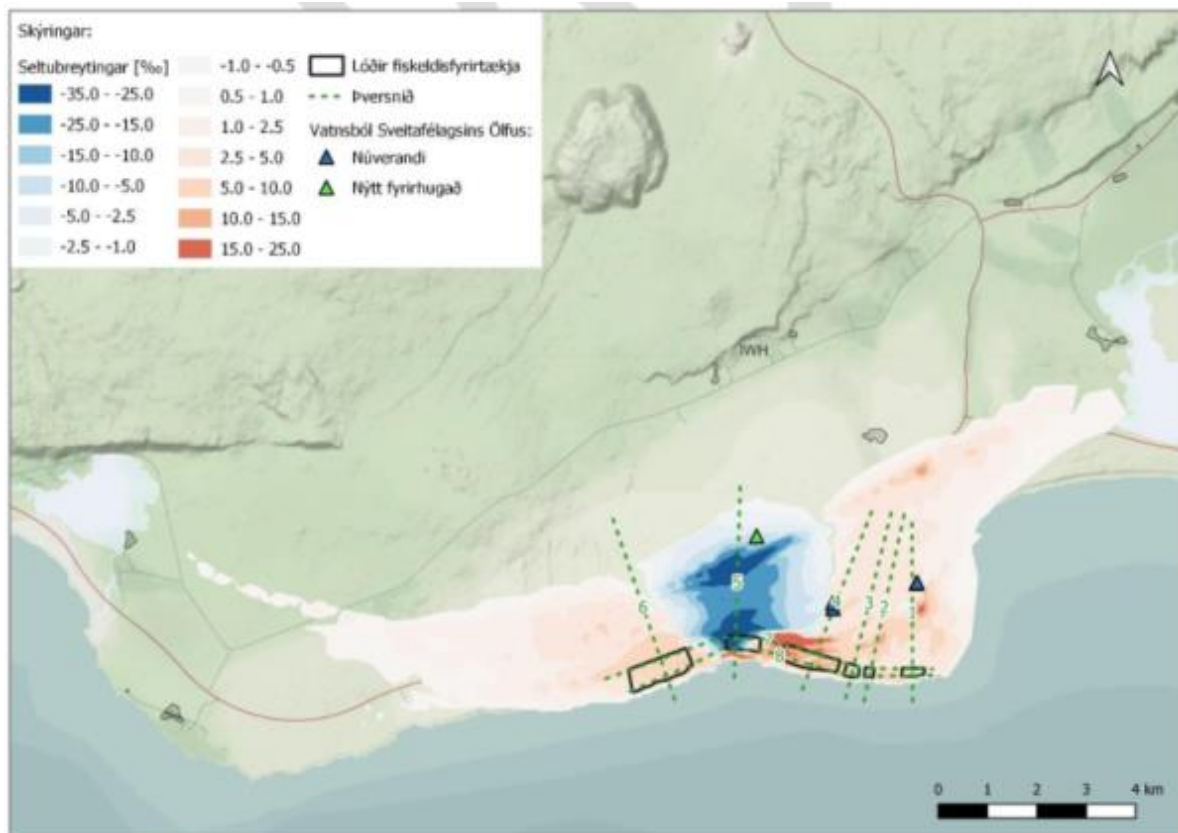 Skýringar:
Seltubreytingar [‰]
-35.0 - -25.0
-25.0 - -15.0
-15.0 - -10.0
-10.0 - -5.0
-5.0 - -2.5
-2.5 - -1.0
-1.0 - -0.5
0.5 - 1.0
1.0 - 2.5
2.5 - 5.0
5.0 - 10.0
10.0 - 15.0
15.0 - 25.0
Lóðir fiskeldisfyrirtækja
Þversnið
Vatnsból Sveitafélagsins Ölfus:
Núverandi
Nýtt fyrirhugað
IWH
5
6
4
3
2
1
8
0 1 2 3 4 km